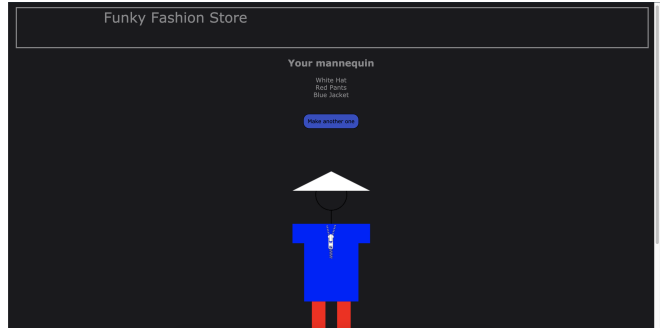 Funky Fashion Store
Your mannequin
White Hat
Red Pants
Blue Jacket
Make another one